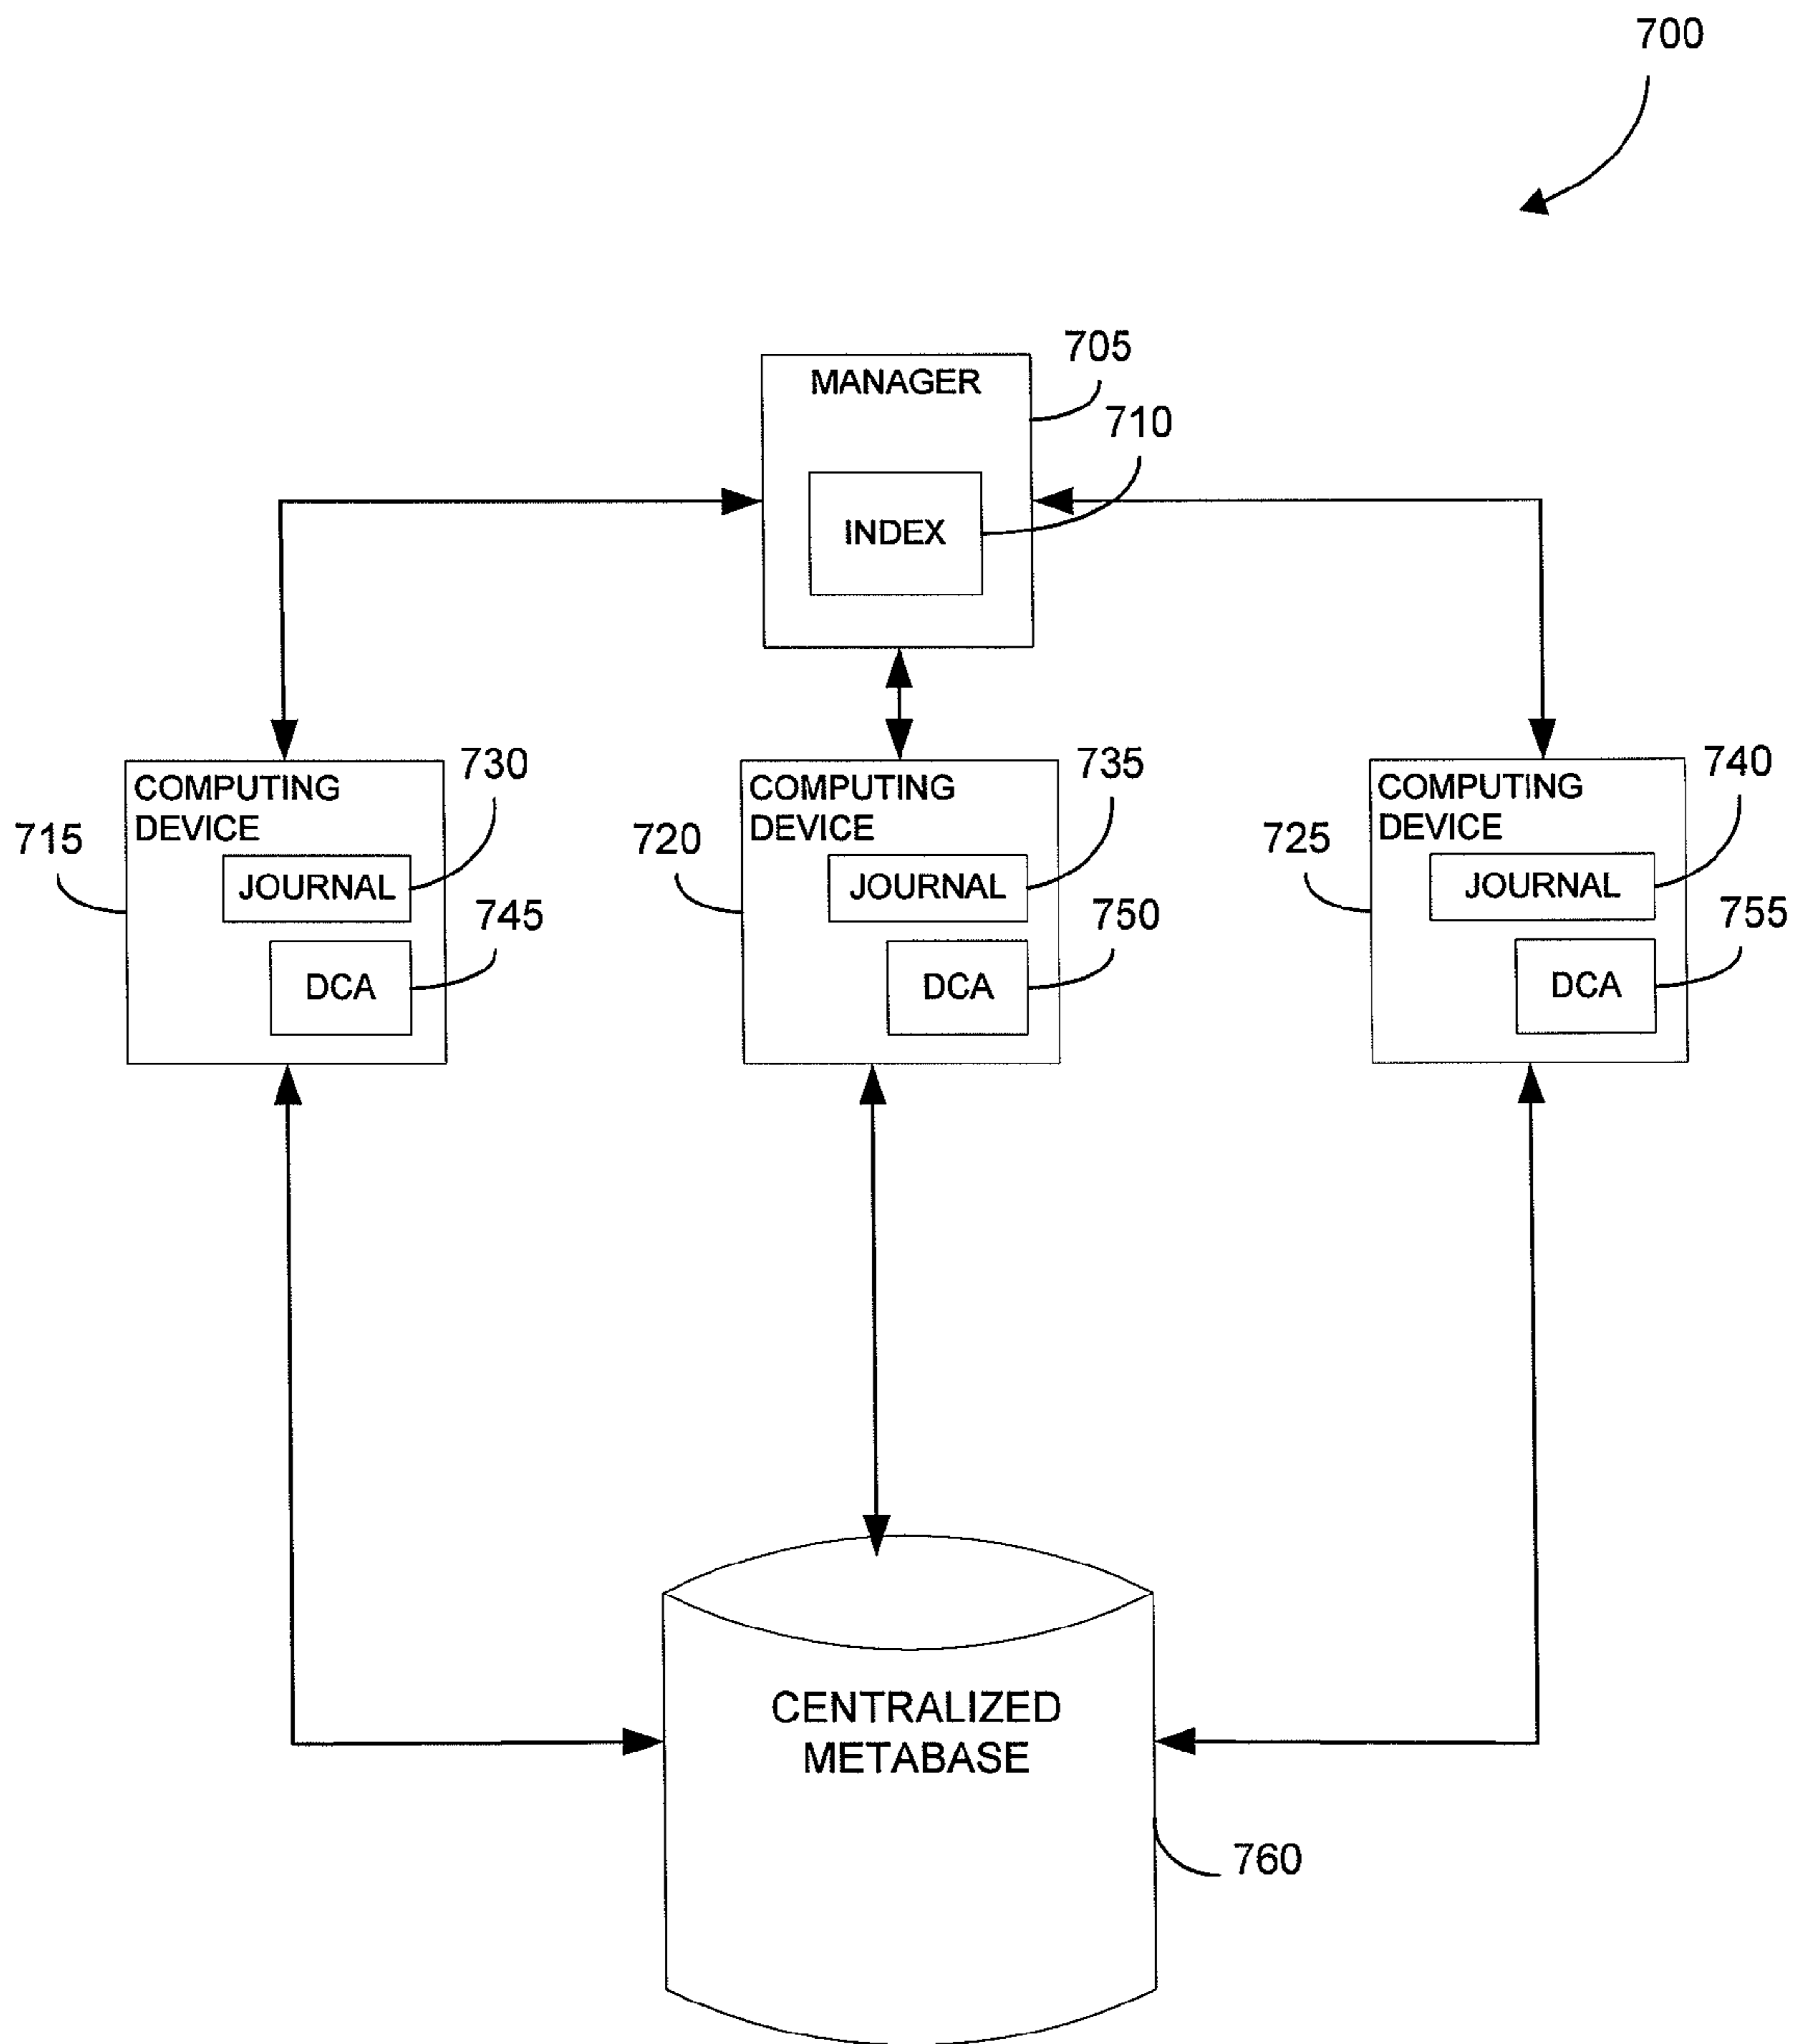 700
705
MANAGER
710
INDEX
730
735
740
COMPUTING
DEVICE
COMPUTING
DEVICE
COMPUTING
DEVICE
715
720
725
JOURNAL
JOURNAL
JOURNAL
745
750
755
DCA
DCA
DCA
CENTRALIZED
METABASE
760